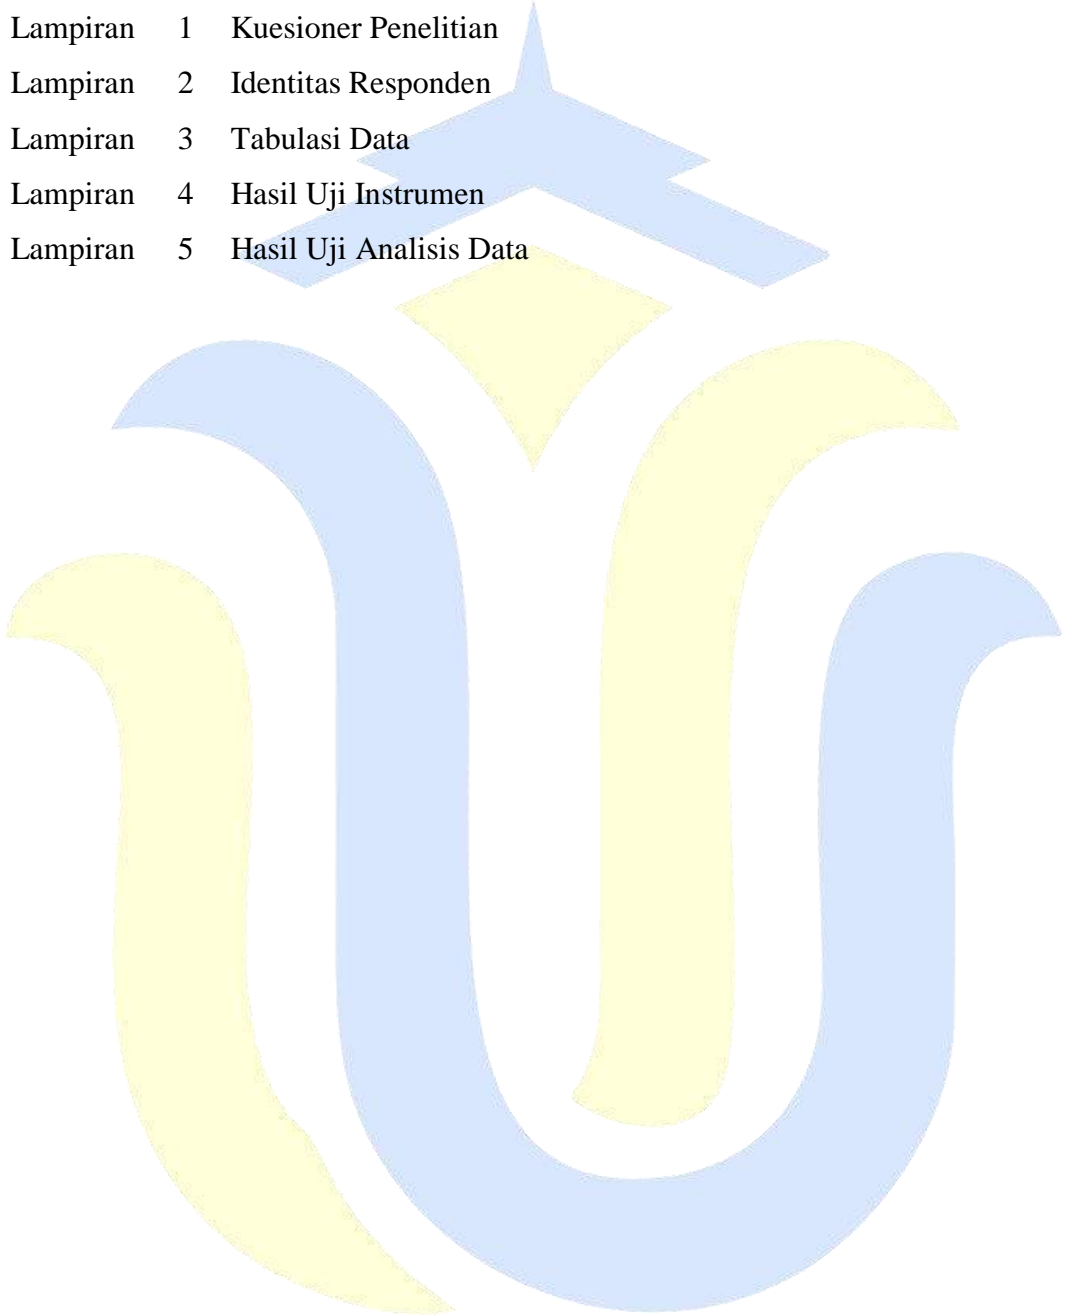 Lampiran 1 Kuesioner Penelitian
Lampiran 2 Identitas Responden
Lampiran 3 Tabulasi Data
Lampiran 4 Hasil Uji Instrumen
Lampiran 5 Hasil Uji Analisis Data